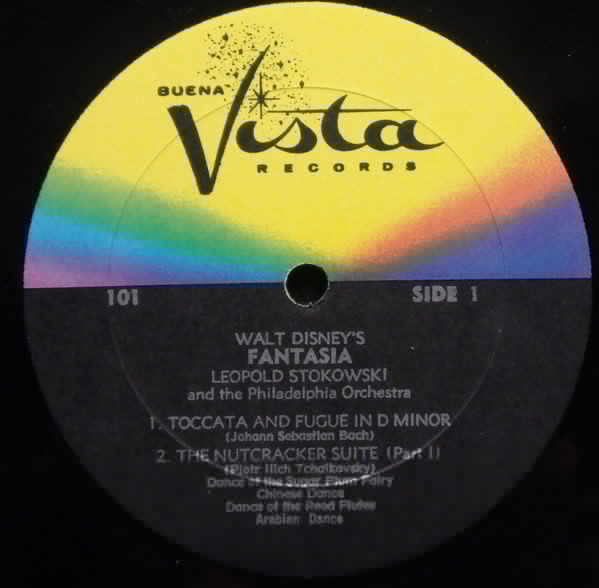 BUENA
Vista
RECORDS
101 SIDE 1
WALT DISNEY'S
FANTASIA
LEOPOLD STOKOWSKI
and the Philadelphia Orchestra
1. TOCCATA AND FUGUE IN D MINOR
(Johann Sebastian Bach)
2. THE NUTCRACKER SUITE (Part I)
(Piotr Ilich Tchaikovsky)
Dance of the Sugar Plum Fairy
Chinese Dance
Dance of the Reed Flutes
Arabian Dance